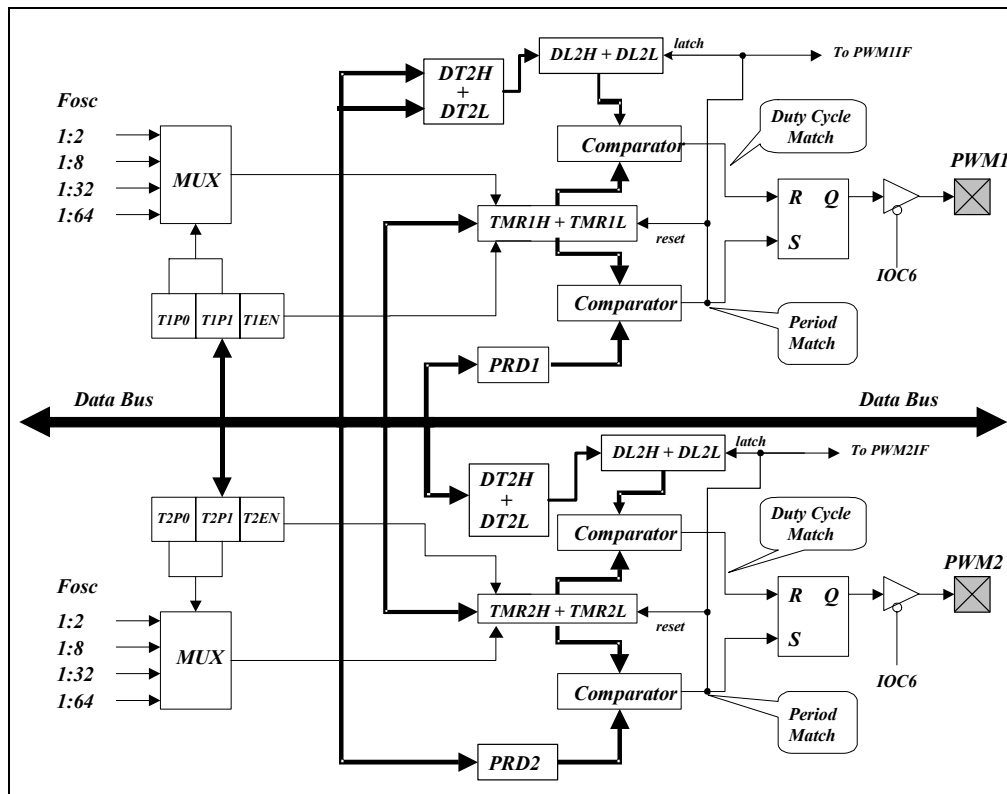 DL2H + DL2L
latch
To PWM1IF
DT2H
+
DT2L
Fosc
1:2
1:8
1:32
1:64
MUX
Comparator
Duty Cycle
Match
PWM1
R Q
S
TMR1H + TMR1L
reset
IOC6
T1P0 T1P1 T1EN
Comparator
Period
Match
PRD1
Data Bus
Data Bus
DL2H + DL2L
latch
To PWM2IF
DT2H
+
DT2L
T2P0 T2P1 T2EN
Comparator
Duty Cycle
Match
PWM2
Fosc
1:2
1:8
1:32
1:64
MUX
R Q
S
TMR2H + TMR2L
reset
IOC6
Comparator
Period
Match
PRD2